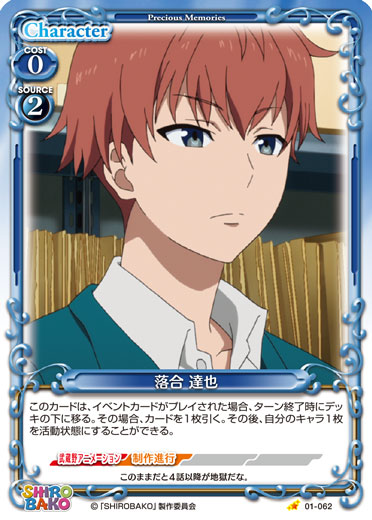 Precious Memories
Character
COST
0
SOURCE
2
落合 達也
このカードは、イベントカードがプレイされた場合、ターン終了時にデッ
キの下に移る。その場合、カードを1枚引く。その後、自分のキャラ1枚
を活動状態にすることができる。
武蔵野アニメーション 制作進行
このままだと4話以降が地獄だな。
SHIRO
BAKO
©「SHIROBAKO」製作委員会
01-062